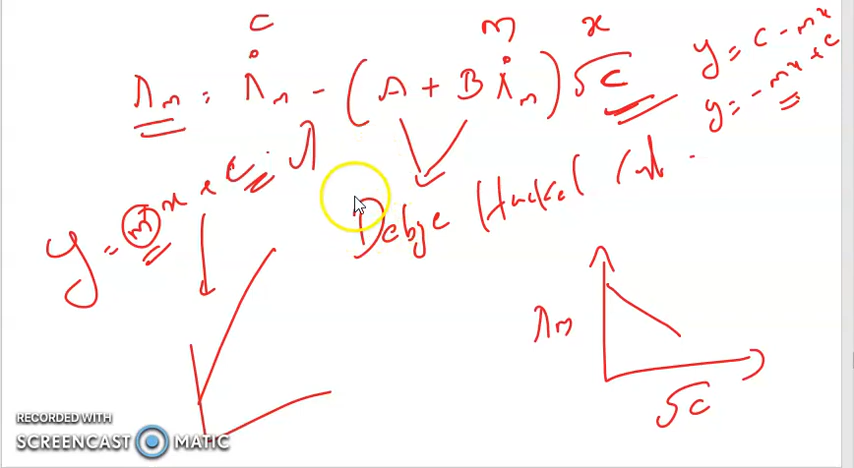 c m x
Λm = Λ°m - (A + B Λ°m) √c
y = c - mx
y = -mx + c
y = mx + c
Debye Huckel
Λm
√c
RECORDED WITH
SCREENCAST MATIC